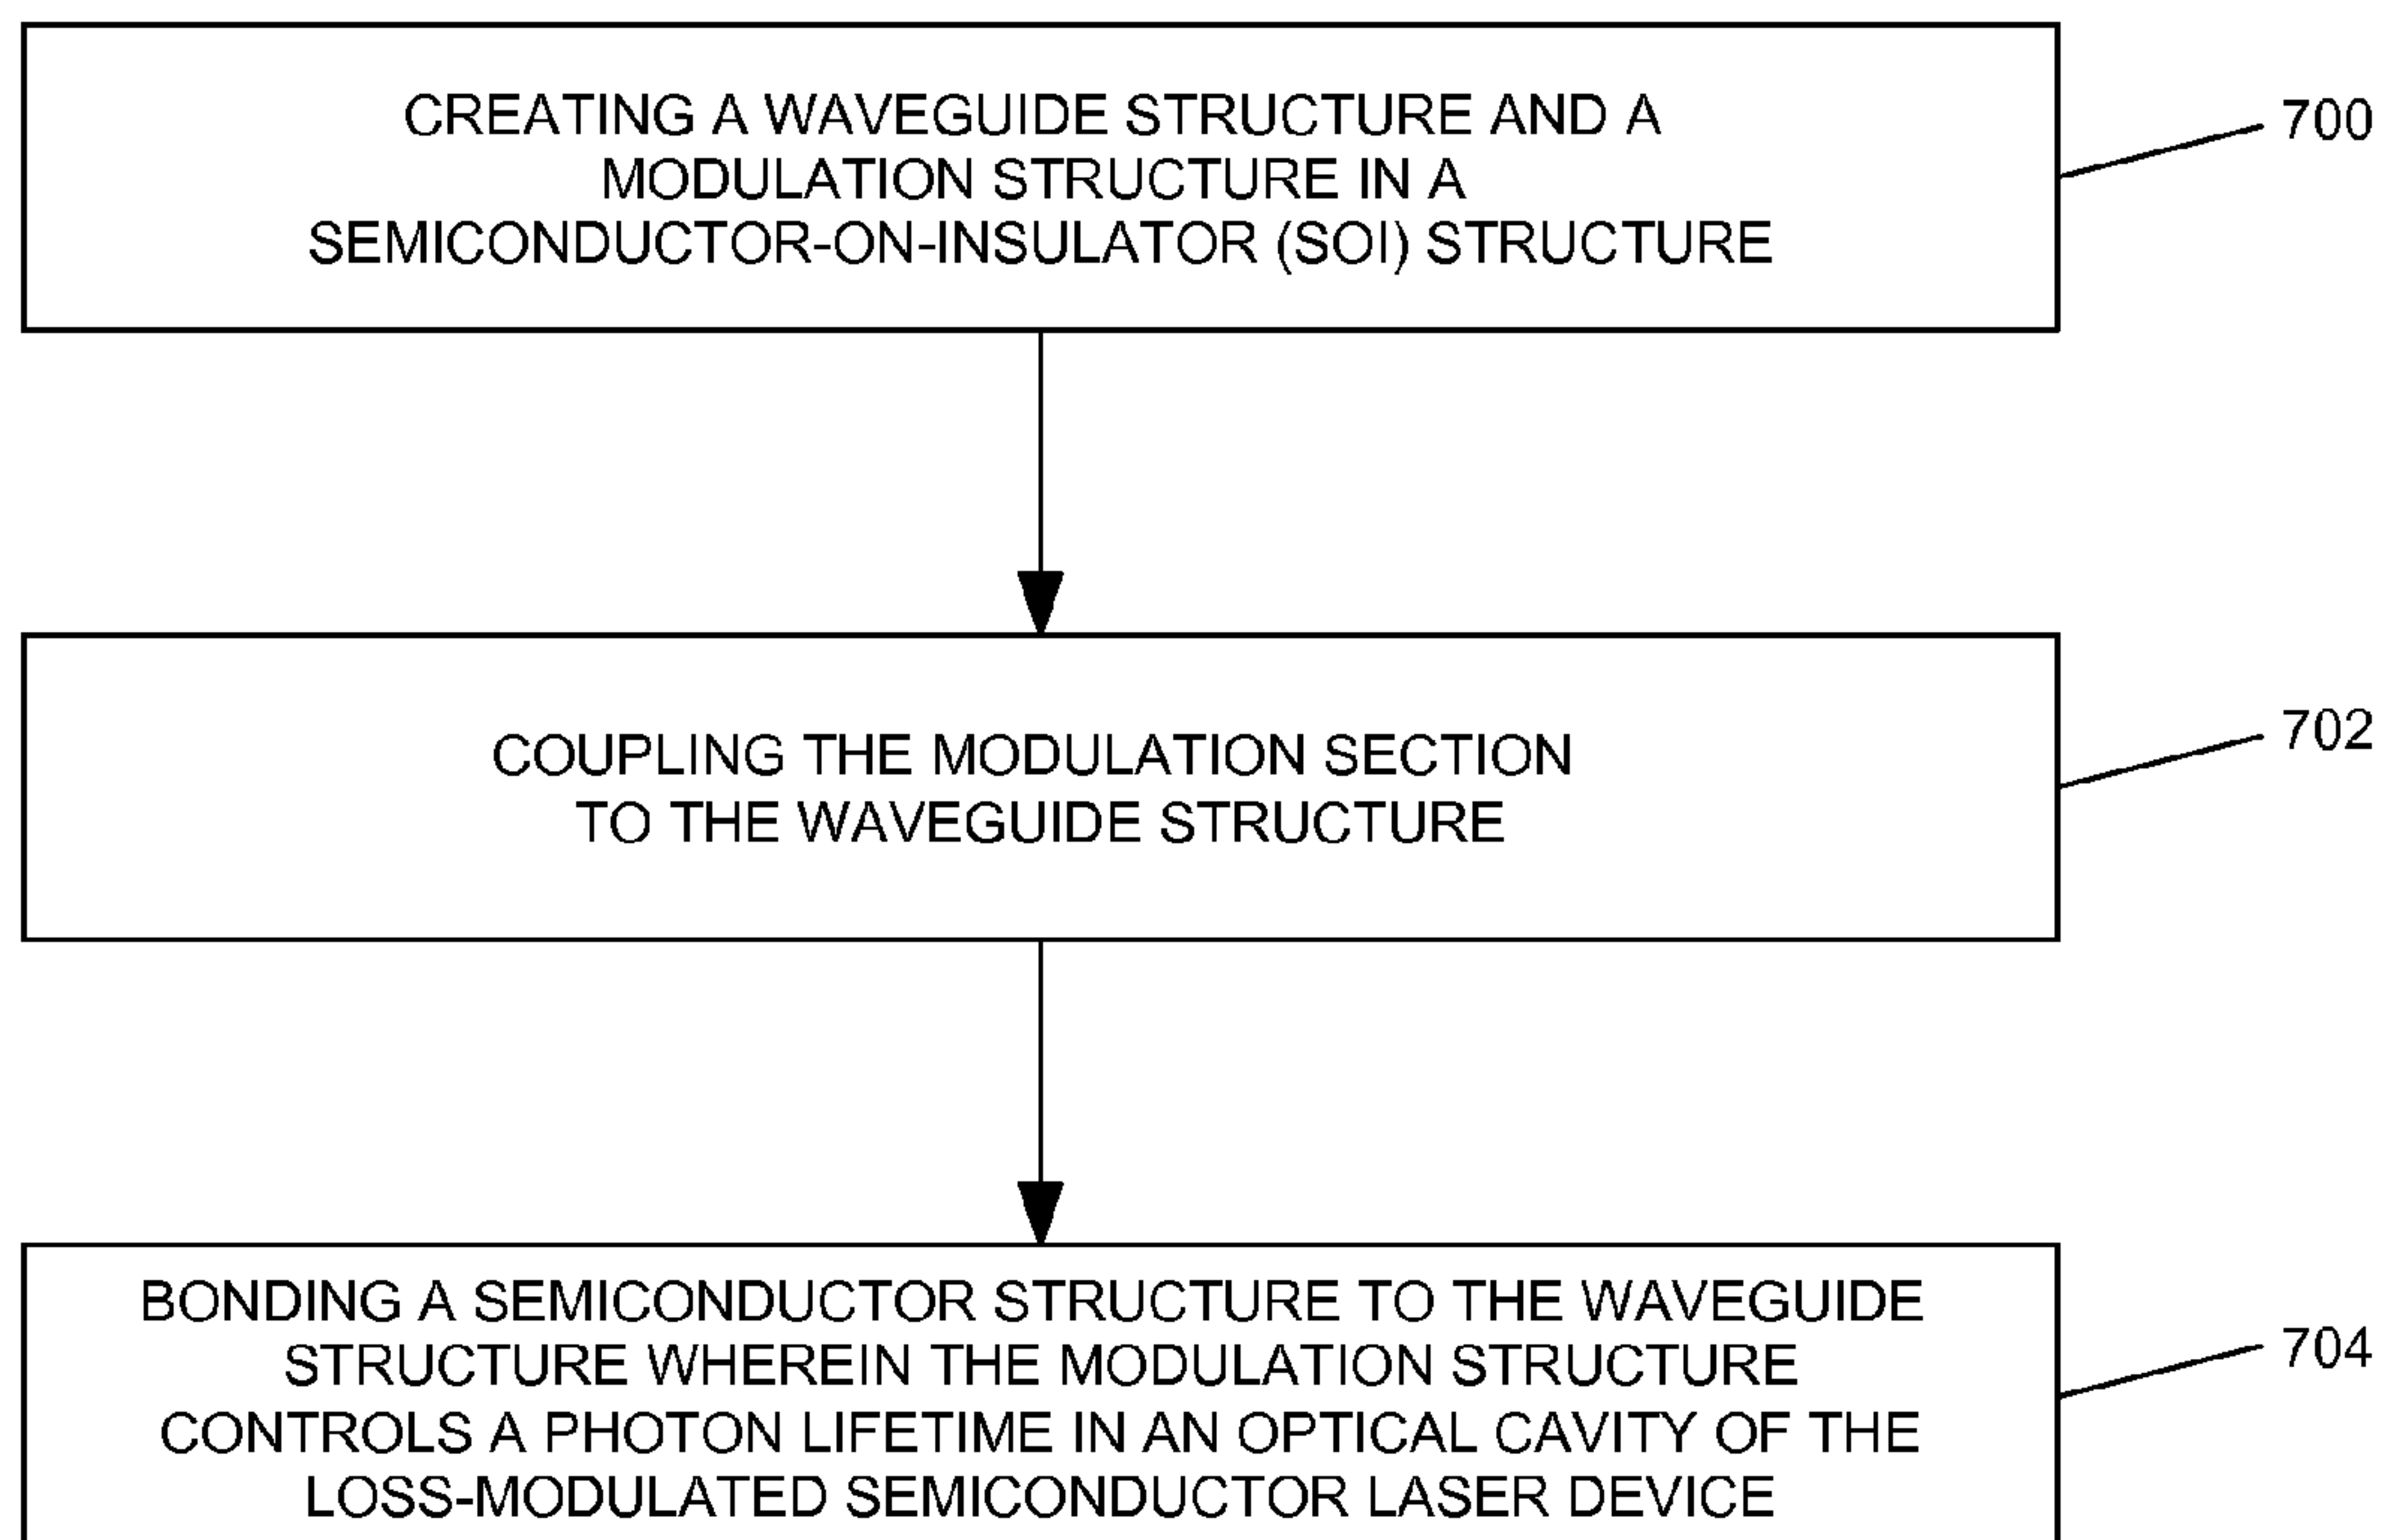 CREATING A WAVEGUIDE STRUCTURE AND A
MODULATION STRUCTURE IN A
SEMICONDUCTOR-ON-INSULATOR (SOI) STRUCTURE
700
COUPLING THE MODULATION SECTION
TO THE WAVEGUIDE STRUCTURE
702
BONDING A SEMICONDUCTOR STRUCTURE TO THE WAVEGUIDE
STRUCTURE WHEREIN THE MODULATION STRUCTURE
CONTROLS A PHOTON LIFETIME IN AN OPTICAL CAVITY OF THE
LOSS-MODULATED SEMICONDUCTOR LASER DEVICE
704